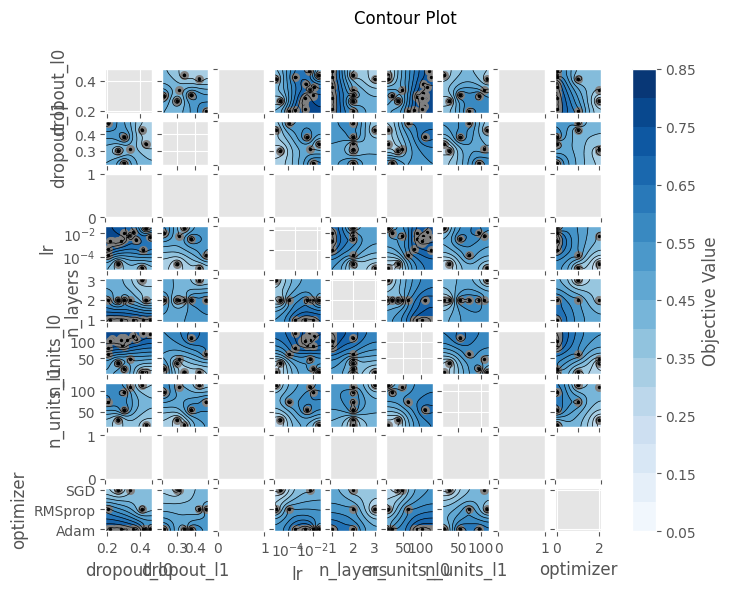 Contour Plot
dropout_l0
0.4
0.2
0.85
dropout_l1
0.4
0.3
0.75
1
0
0.65
lr
10⁻²
10⁻⁴
0.55
Objective Value
n_layers
3
2
1
0.45
n_units_l0
100
50
0.35
n_units_l1
100
50
0.25
1
0
0.15
optimizer
SGD
RMSprop
Adam
0.05
0.2 0.4 0.3 0.4 0 1 10⁻⁴ 10⁻² 1 2 3 50 100 50 100 0 1 0 2
dropout_l0 dropout_l1 lr n_layers n_units_l0 n_units_l1 optimizer